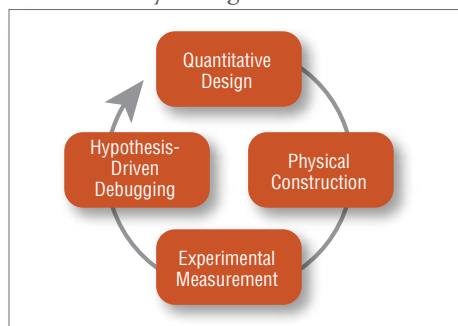 Quantitative
Design
Hypothesis-
Driven
Debugging
Physical
Construction
Experimental
Measurement